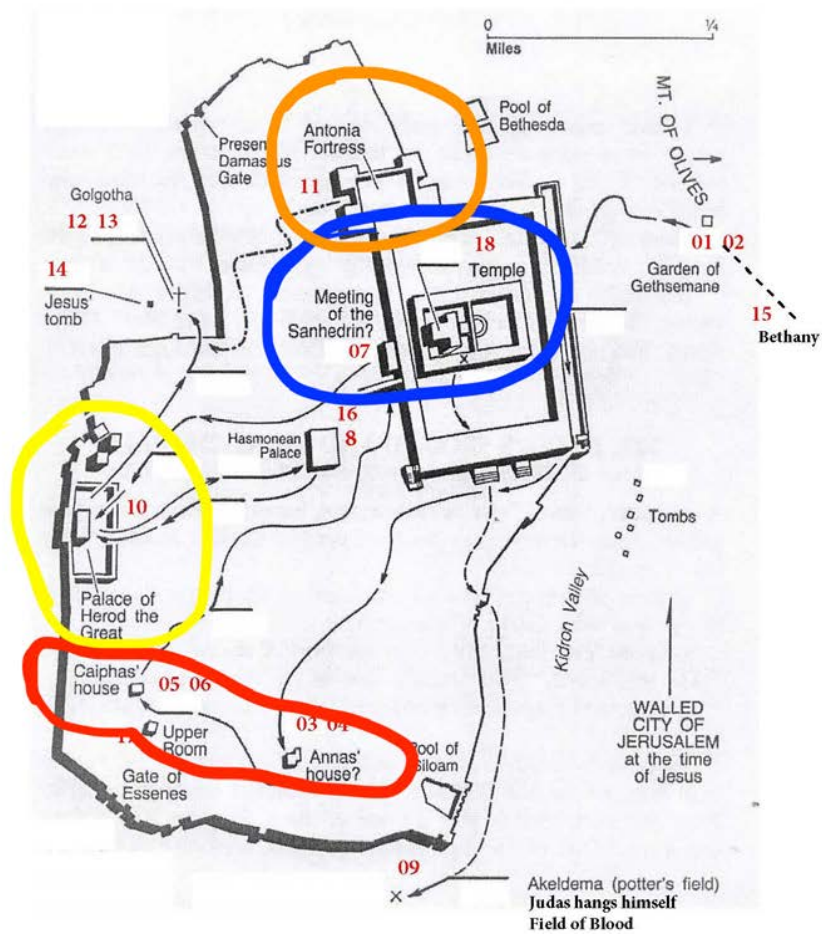 0
1/4
Miles
MT. OF OLIVES
Pool of
Bethesda
Antonia
Fortress
Presen
Damascus
Gate
11
Golgotha
12 13
14
Jesus'
tomb
18
Temple
01 02
Garden of
Gethsemane
15
Bethany
Meeting
of the
Sanhedrin?
07
16
8
Hasmonean
Palace
10
Tombs
Palace of
Herod the
Great
Kidron Valley
Caiphas'
house
05 06
03 04
Upper
Room
WALLED
CITY OF
JERUSALEM
at the time
of Jesus
Annas'
house?
Pool of
iloam
Gate of
Essenes
09
Akeldema (potter's field)
Judas hangs himself
Field of Blood